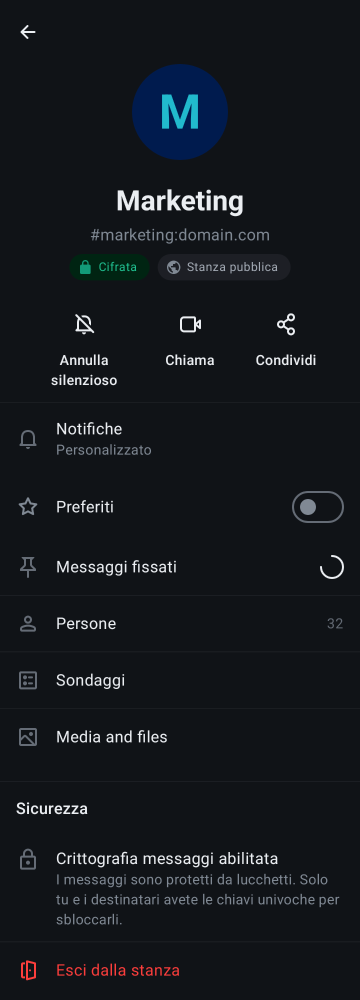 M
Marketing
#marketing:domain.com
Cifrata
Stanza pubblica
Annulla
silenzioso
Chiama
Condividi
Notifiche
Personalizzato
Preferiti
Messaggi fissati
Persone
32
Sondaggi
Media and files
Sicurezza
Crittografia messaggi abilitata
I messaggi sono protetti da lucchetti. Solo
tu e i destinatari avete le chiavi univoche per
sbloccarli.
Esci dalla stanza